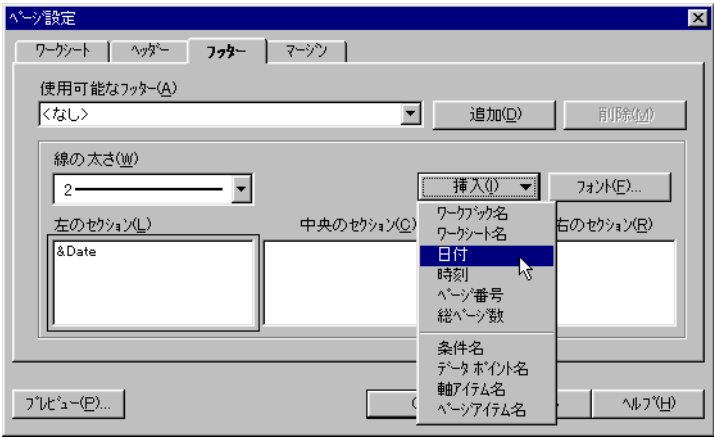 ページ設定
ワークシート ヘッダー フッター マージン
使用可能なフッター(A)
<なし> 追加(D) 削除(M)
線の太さ(W)
2 挿入(I) フォント(F)...
左のセクション(L) 中央のセクション(C) 右のセクション(R)
&Date
ワークブック名
ワークシート名
日付
時刻
ページ番号
総ページ数
条件名
データ ポイント名
軸アイテム名
ページアイテム名
プレビュー(P)... ヘルプ(H)